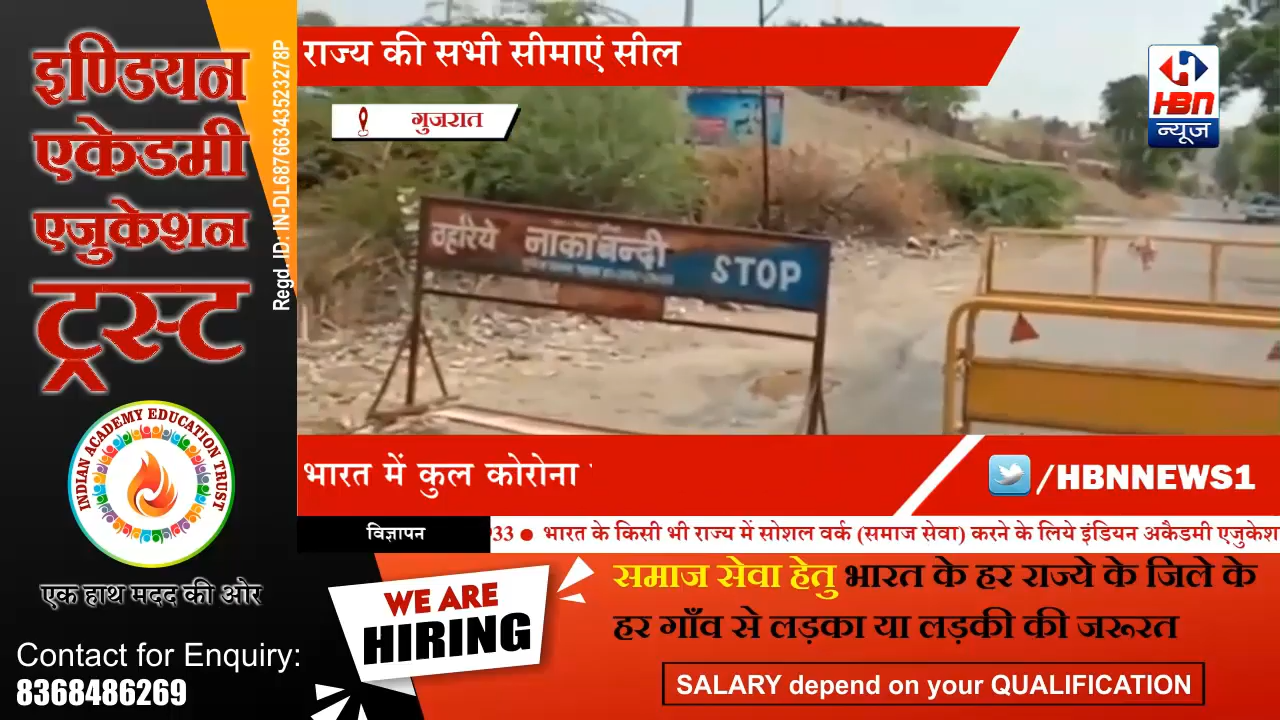 इण्डियन
एकेडमी
एजुकेशन
ट्रस्ट
Regd. ID: IN-DL68766343523278P
INDIAN ACADEMY EDUCATION TRUST
एक हाथ मदद की ओर
Contact for Enquiry:
8368486269
राज्य की सभी सीमाएं सील
गुजरात
HBN
न्यूज
ठहरिये नाकाबन्दी STOP
भारत में कुल कोरोना
/HBNNEWS1
विज्ञापन
33 ● भारत के किसी भी राज्य में सोशल वर्क (समाज सेवा) करने के लिये इंडियन अकैडमी एजुकेश
WE ARE
HIRING
समाज सेवा हेतु भारत के हर राज्ये के जिले के
हर गाँव से लड़का या लड़की की जरूरत
SALARY depend on your QUALIFICATION